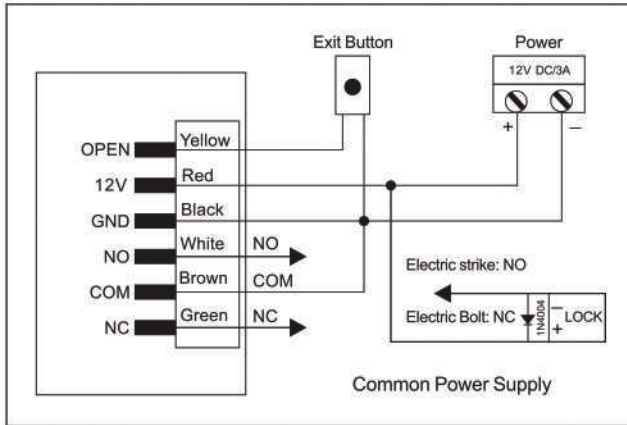 Exit Button
Power
12V DC/3A
+ −
OPEN Yellow
12V Red
GND Black
NO White NO
COM Brown COM
NC Green NC
Electric strike: NO
Electric Bolt: NC
1N4004
−
+
LOCK
Common Power Supply